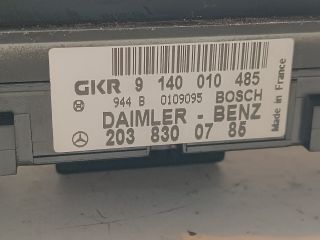 GKR 9 140 010 485
944 B 0109095 BOSCH
DAIMLER - BENZ
203 830 07 85
Made in France